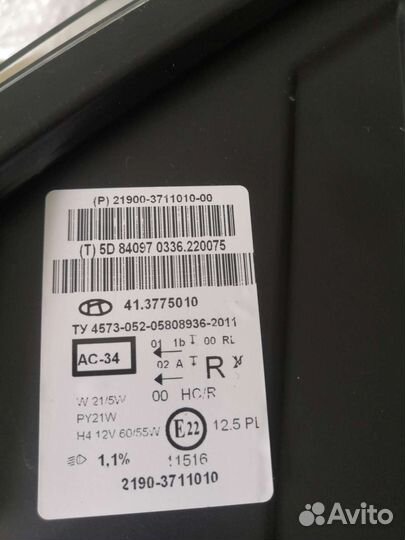 (P) 21900-3711010-00
(T) 5D 84097 0336.220075
41.3775010
ТУ 4573-052-05808936-2011
AC-34
01 1b 00 RL
02 A R
W 21/5W 00 HC/R
PY21W
H4 12V 60/55W E22 12.5 PL
1,1% 11516
2190-3711010
Avito